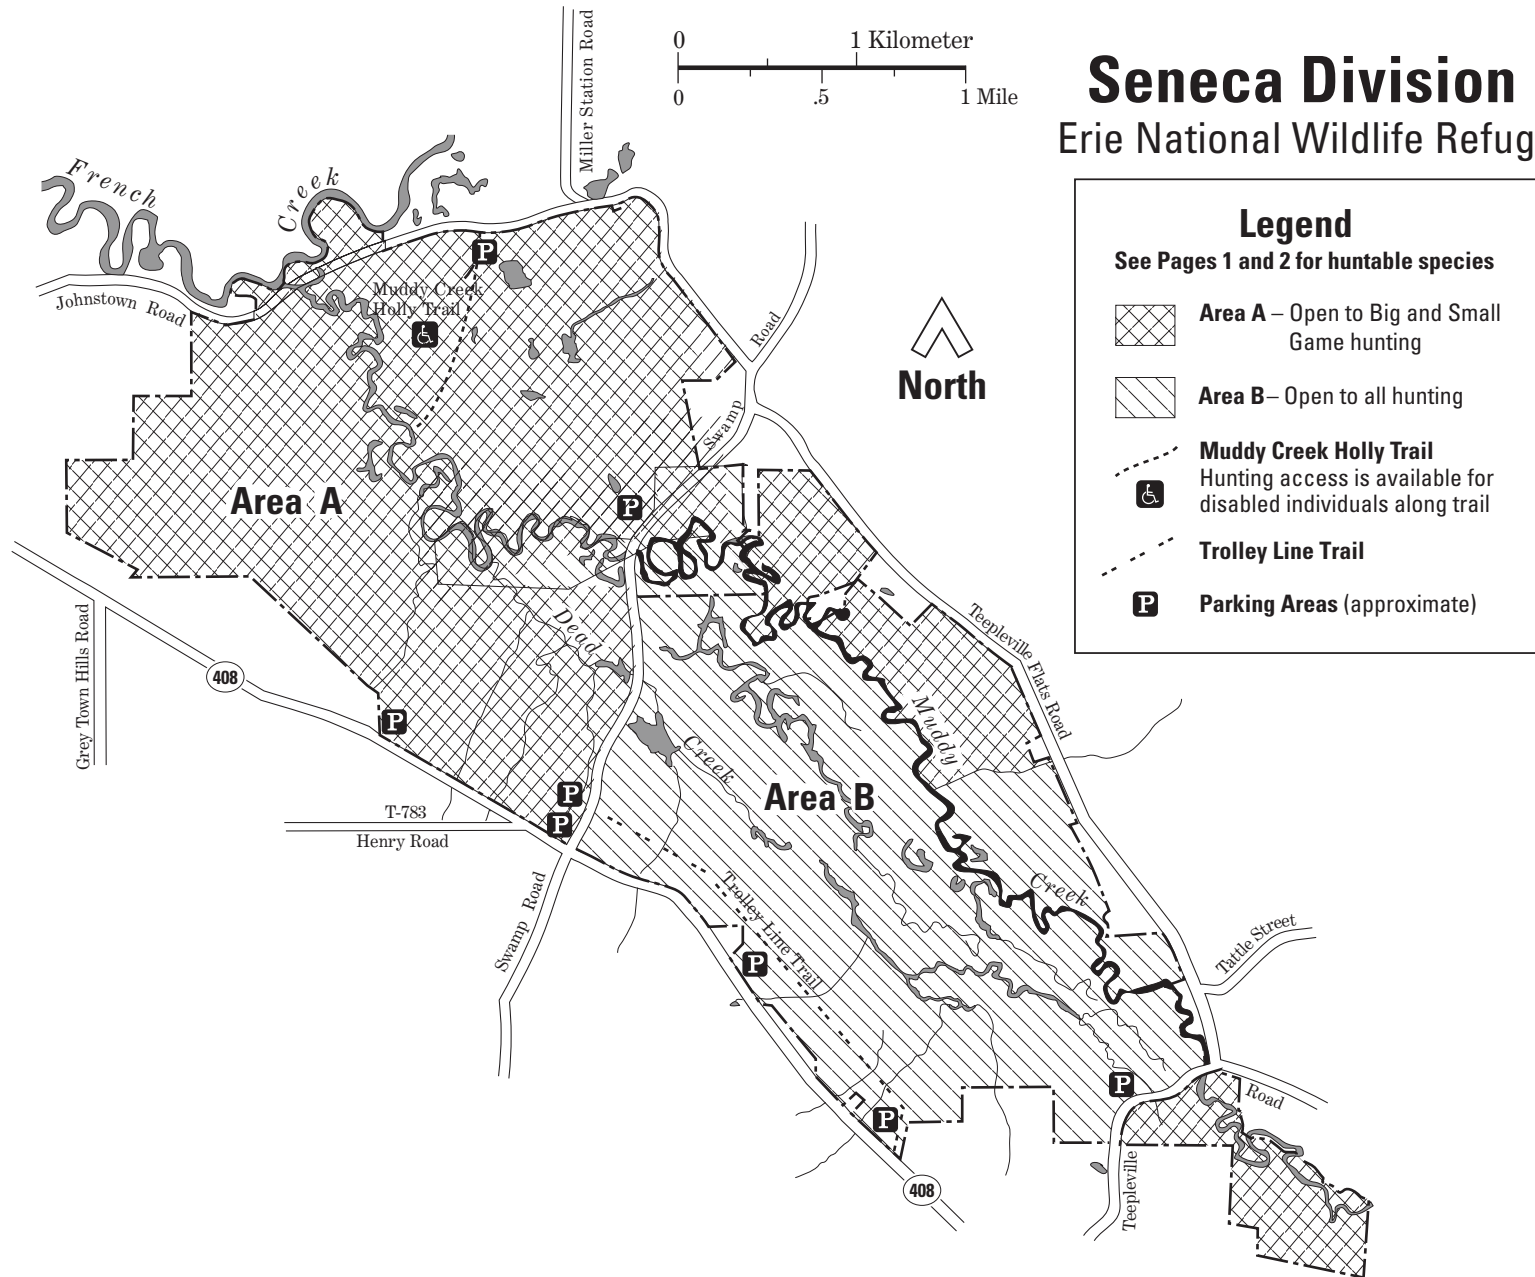 0 1 Kilometer
0 .5 1 Mile
Seneca Division
Erie National Wildlife Refug
Legend
See Pages 1 and 2 for huntable species
Area A – Open to Big and Small
Game hunting
Area B – Open to all hunting
Muddy Creek Holly Trail
Hunting access is available for
disabled individuals along trail
Trolley Line Trail
P Parking Areas (approximate)
North
Miller Station Road
French
Creek
Johnstown Road
P
Muddy Creek
Holly Trail
Road
Swamp
Area A
P
Dead
Creek
Teepleville Flats Road
Muddy
Creek
Area B
Grey Town Hills Road
408
P
P
P
T-783
Henry Road
Swamp Road
Trolley Line Trail
P
Tattle Street
P
P
Road
Teepleville
408